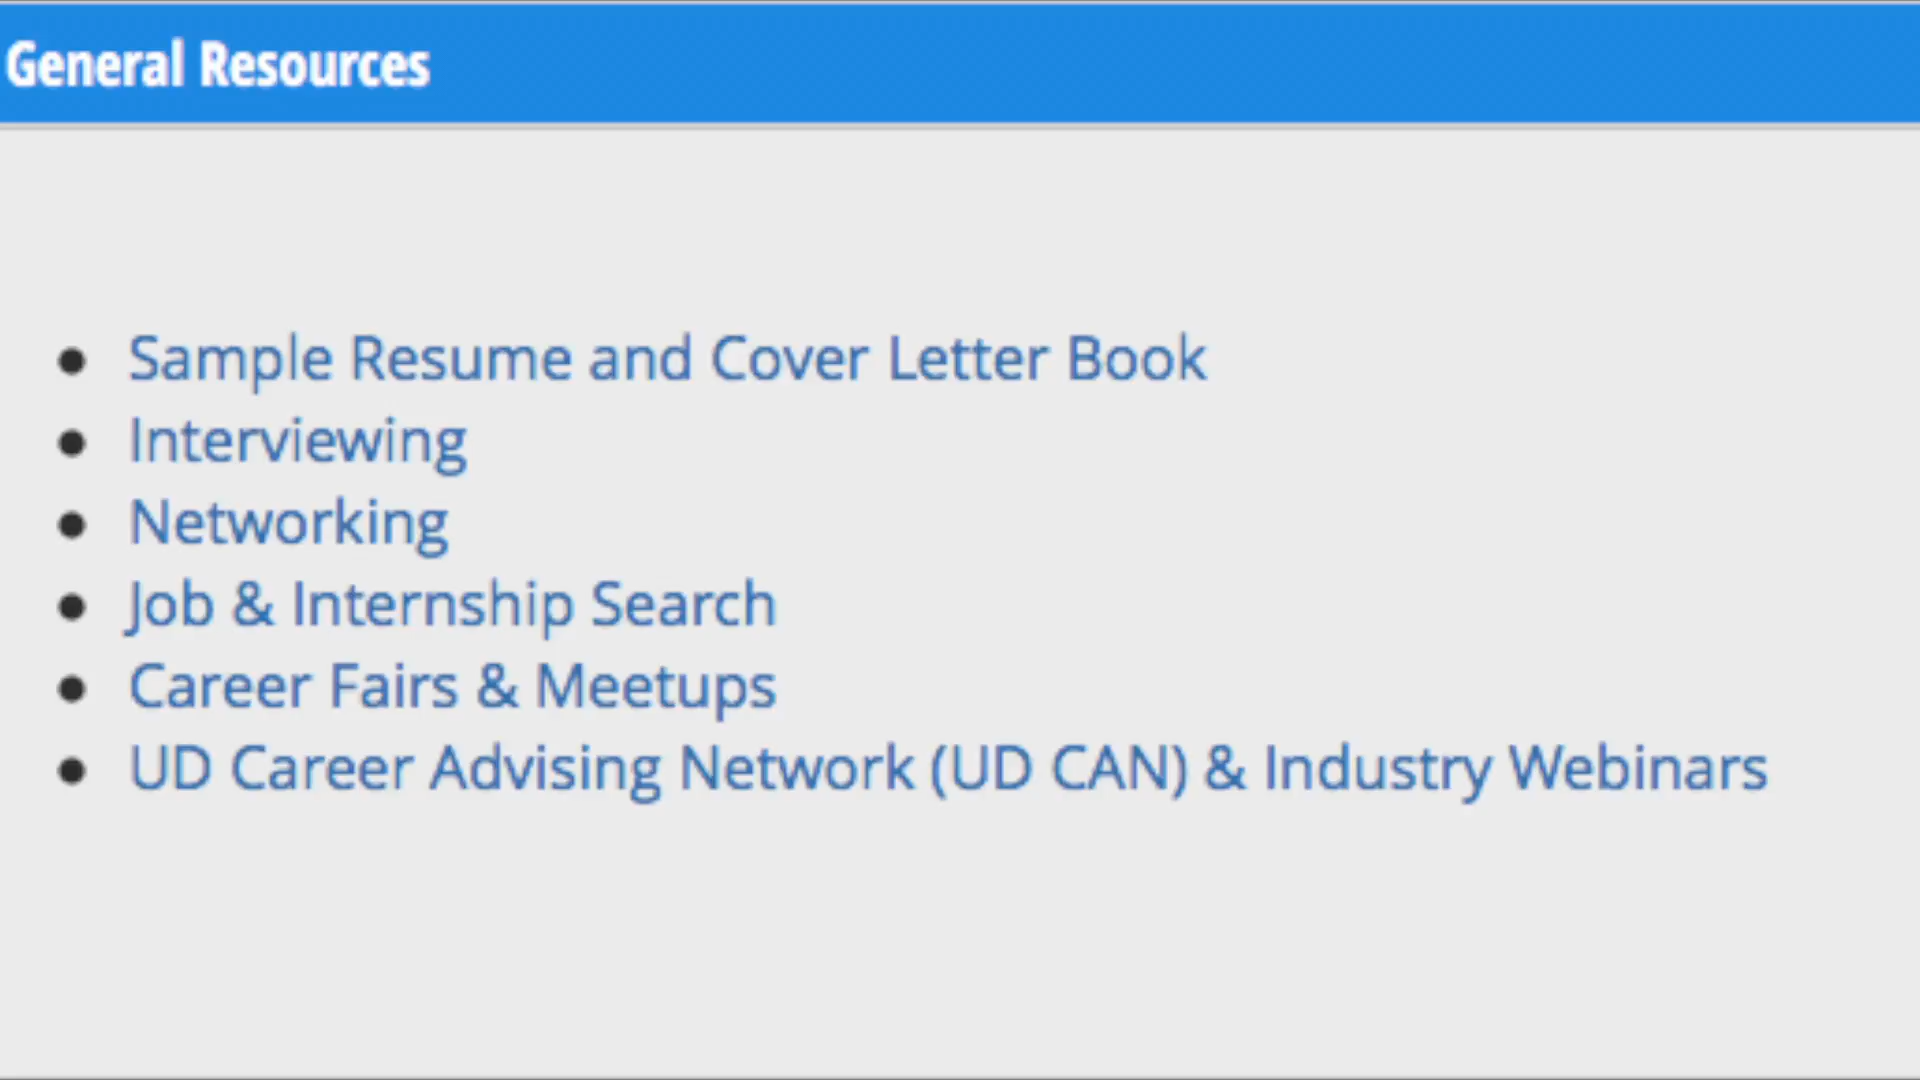 General Resources
Sample Resume and Cover Letter Book
Interviewing
Networking
Job & Internship Search
Career Fairs & Meetups
UD Career Advising Network (UD CAN) & Industry Webinars